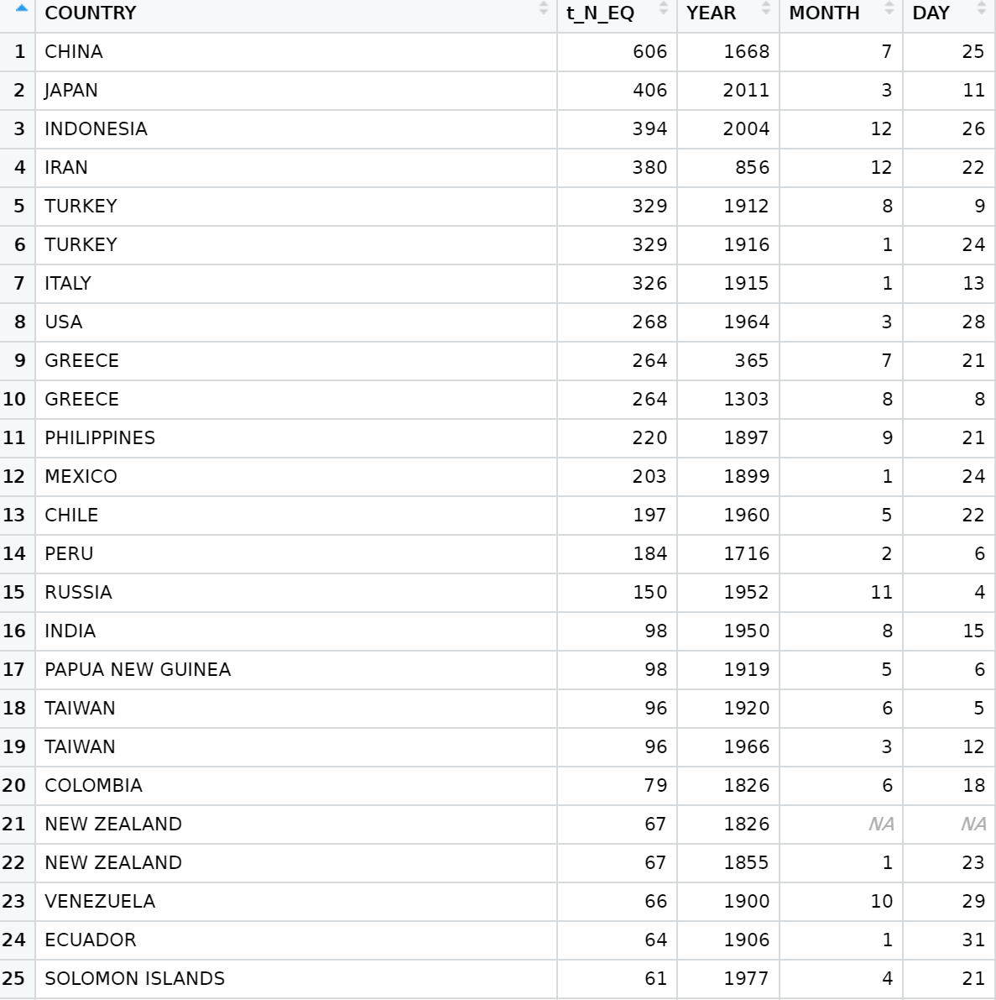 COUNTRY t_N_EQ YEAR MONTH DAY
1 CHINA 606 1668 7 25
2 JAPAN 406 2011 3 11
3 INDONESIA 394 2004 12 26
4 IRAN 380 856 12 22
5 TURKEY 329 1912 8 9
6 TURKEY 329 1916 1 24
7 ITALY 326 1915 1 13
8 USA 268 1964 3 28
9 GREECE 264 365 7 21
10 GREECE 264 1303 8 8
11 PHILIPPINES 220 1897 9 21
12 MEXICO 203 1899 1 24
13 CHILE 197 1960 5 22
14 PERU 184 1716 2 6
15 RUSSIA 150 1952 11 4
16 INDIA 98 1950 8 15
17 PAPUA NEW GUINEA 98 1919 5 6
18 TAIWAN 96 1920 6 5
19 TAIWAN 96 1966 3 12
20 COLOMBIA 79 1826 6 18
21 NEW ZEALAND 67 1826 NA NA
22 NEW ZEALAND 67 1855 1 23
23 VENEZUELA 66 1900 10 29
24 ECUADOR 64 1906 1 31
25 SOLOMON ISLANDS 61 1977 4 21